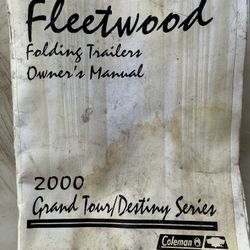 Fleetwood
Folding Trailers
Owner's Manual
2000
Grand Tour/Destiny Series
Coleman